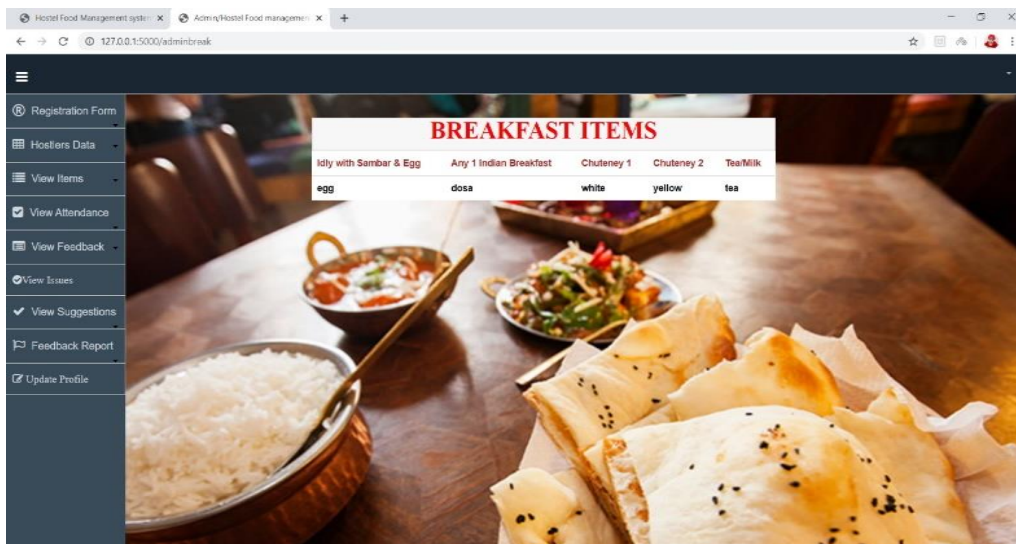 Hostel Food Management system
Admin/Hostel Food managemen
127.0.0.1:5000/adminbreak
Registration Form
Hostlers Data
View Items
View Attendance
View Feedback
View Issues
View Suggestions
Feedback Report
Update Profile
BREAKFAST ITEMS
Idly with Sambar & Egg Any 1 Indian Breakfast Chuteney 1 Chuteney 2 Tea/Milk
egg dosa white yellow tea